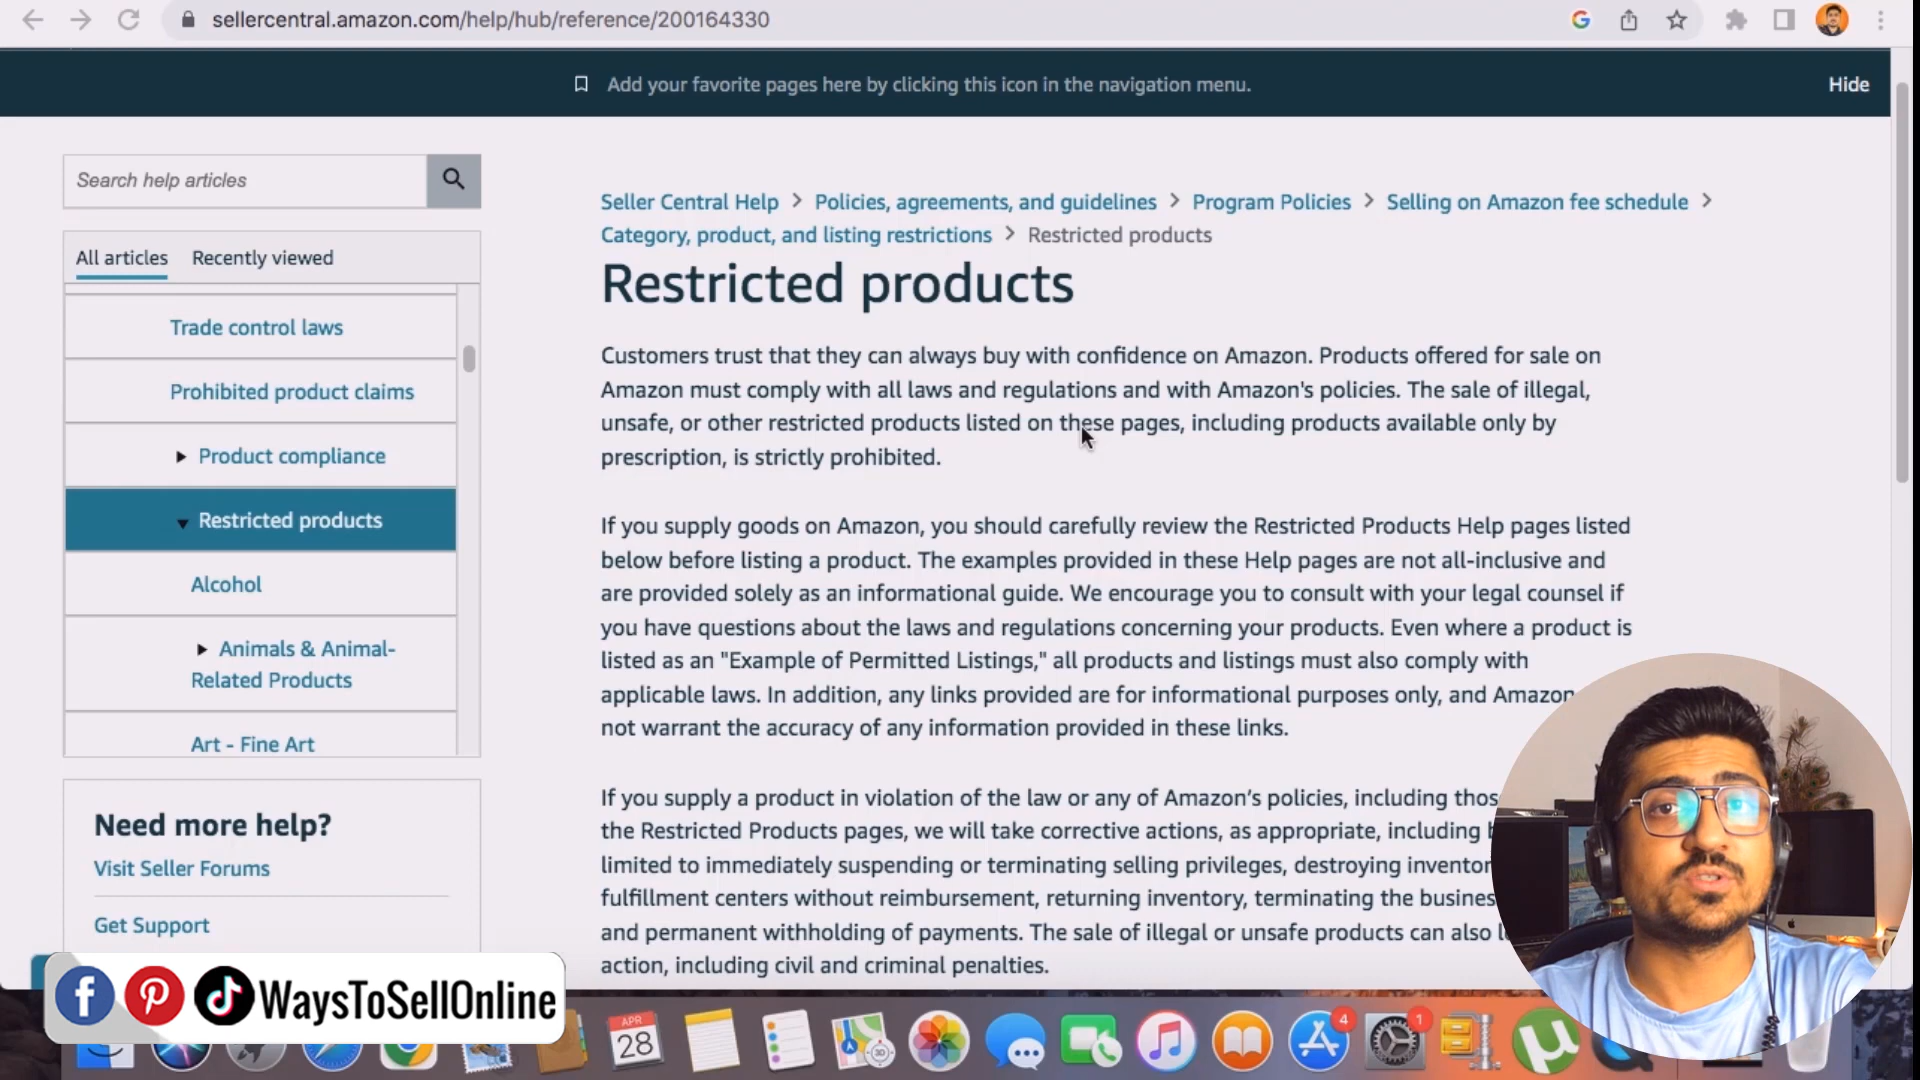 sellercentral.amazon.com/help/hub/reference/200164330
Add your favorite pages here by clicking this icon in the navigation menu.
Hide
Search help articles
All articles Recently viewed
Trade control laws
Prohibited product claims
Product compliance
Restricted products
Alcohol
Animals & Animal-
Related Products
Art - Fine Art
Need more help?
Visit Seller Forums
Get Support
Seller Central Help > Policies, agreements, and guidelines > Program Policies > Selling on Amazon fee schedule >
Category, product, and listing restrictions > Restricted products
Restricted products
Customers trust that they can always buy with confidence on Amazon. Products offered for sale on
Amazon must comply with all laws and regulations and with Amazon's policies. The sale of illegal,
unsafe, or other restricted products listed on these pages, including products available only by
prescription, is strictly prohibited.
If you supply goods on Amazon, you should carefully review the Restricted Products Help pages listed
below before listing a product. The examples provided in these Help pages are not all-inclusive and
are provided solely as an informational guide. We encourage you to consult with your legal counsel if
you have questions about the laws and regulations concerning your products. Even where a product is
listed as an "Example of Permitted Listings," all products and listings must also comply with
applicable laws. In addition, any links provided are for informational purposes only, and Amazon
not warrant the accuracy of any information provided in these links.
If you supply a product in violation of the law or any of Amazon’s policies, including
the Restricted Products pages, we will take corrective actions, as appropriate, including
limited to immediately suspending or terminating selling privileges, destroying
fulfillment centers without reimbursement, returning inventory, terminating the
and permanent withholding of payments. The sale of illegal or unsafe products can also
action, including civil and criminal penalties.
WaysToSellOnline
APR
28
4
1